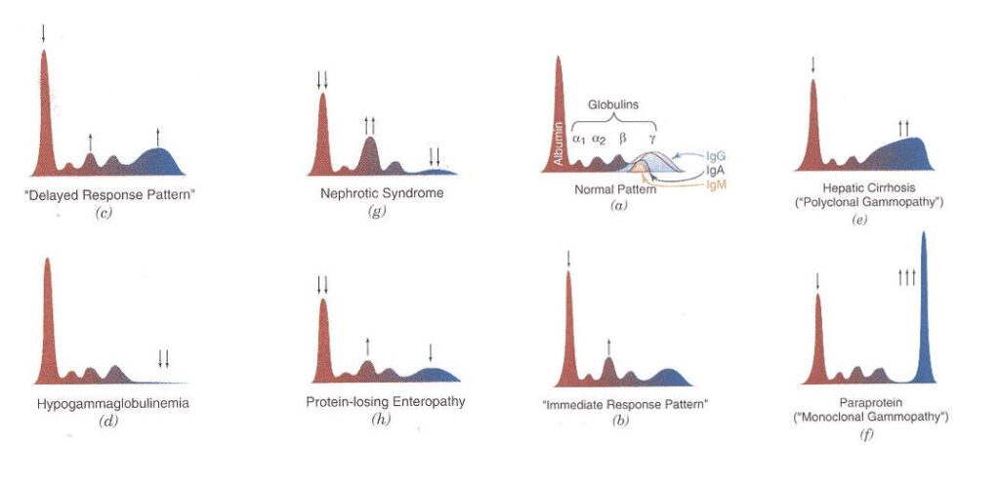 "Delayed Response Pattern"
(c)
Nephrotic Syndrome
(g)
Globulins
α1 α2 β γ
Albumin
IgG
IgA
IgM
Normal Pattern
(a)
Hepatic Cirrhosis
("Polyclonal Gammopathy")
(e)
Hypogammaglobulinemia
(d)
Protein-losing Enteropathy
(h)
"Immediate Response Pattern"
(b)
Paraprotein
("Monoclonal Gammopathy")
(f)